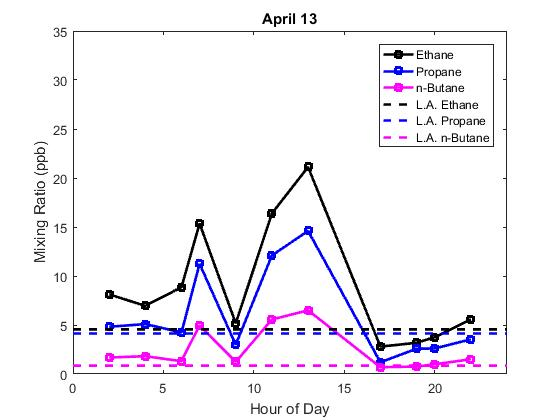 April 13
35
30
25
20
15
10
5
0
Mixing Ratio (ppb)
Ethane
Propane
n-Butane
L.A. Ethane
L.A. Propane
L.A. n-Butane
0 5 10 15 20
Hour of Day